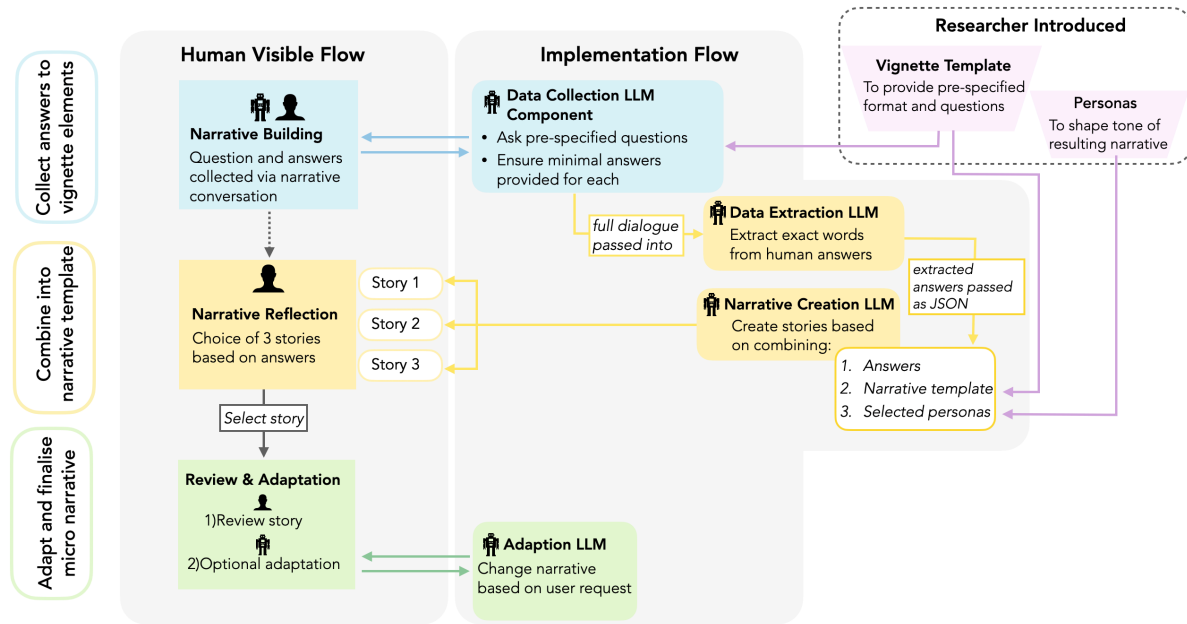 Researcher Introduced
Human Visible Flow
Implementation Flow
Vignette Template
To provide pre-specified
format and questions
Personas
To shape tone of
resulting narrative
Collect answers to
vignette elements
Narrative Building
Question and answers
collected via narrative
conversation
Data Collection LLM
Component
• Ask pre-specified questions
• Ensure minimal answers
provided for each
full dialogue
passed into
Data Extraction LLM
Extract exact words
from human answers
extracted
answers passed
as JSON
Combine into
narrative template
Narrative Reflection
Choice of 3 stories
based on answers
Story 1
Story 2
Story 3
Narrative Creation LLM
Create stories based
on combining:
1. Answers
2. Narrative template
3. Selected personas
Select story
Adapt and finalise
micro narrative
Review & Adaptation
1)Review story
2)Optional adaptation
Adaption LLM
Change narrative
based on user request